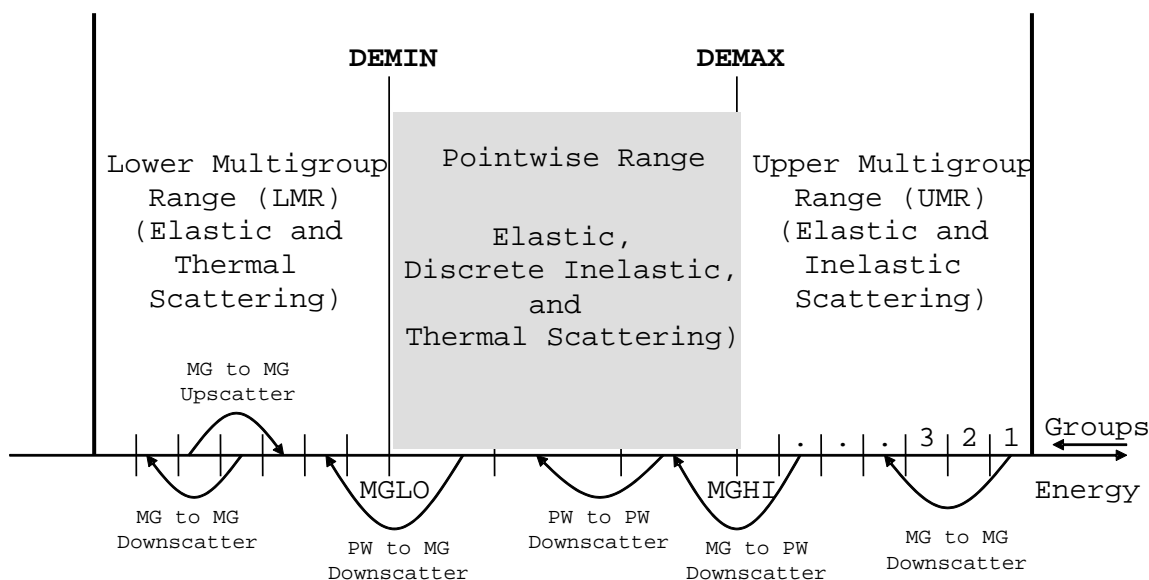 DEMIN
DEMAX
Lower Multigroup
Range (LMR)
(Elastic and
Thermal
Scattering)
Pointwise Range
Elastic,
Discrete Inelastic,
and
Thermal Scattering)
Upper Multigroup
Range (UMR)
(Elastic and
Inelastic
Scattering)
MG to MG
Upscatter
. . . 3 2 1
Groups
Energy
MGLO
MGHI
MG to MG
Downscatter
PW to MG
Downscatter
PW to PW
Downscatter
MG to PW
Downscatter
MG to MG
Downscatter